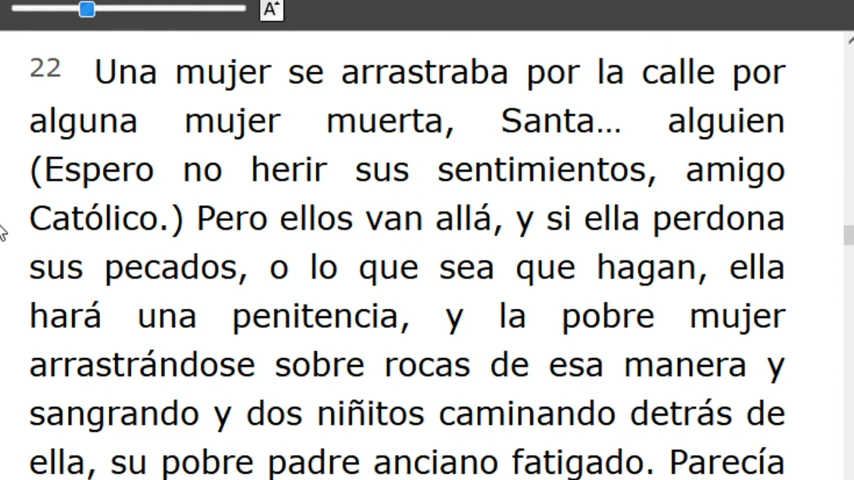 A
22 Una mujer se arrastraba por la calle por
alguna mujer muerta, Santa... alguien
(Espero no herir sus sentimientos, amigo
Católico.) Pero ellos van allá, y si ella perdona
sus pecados, o lo que sea que hagan, ella
hará una penitencia, y la pobre mujer
arrastrándose sobre rocas de esa manera y
sangrando y dos niñitos caminando detrás de
ella, su pobre padre anciano fatigado. Parecía